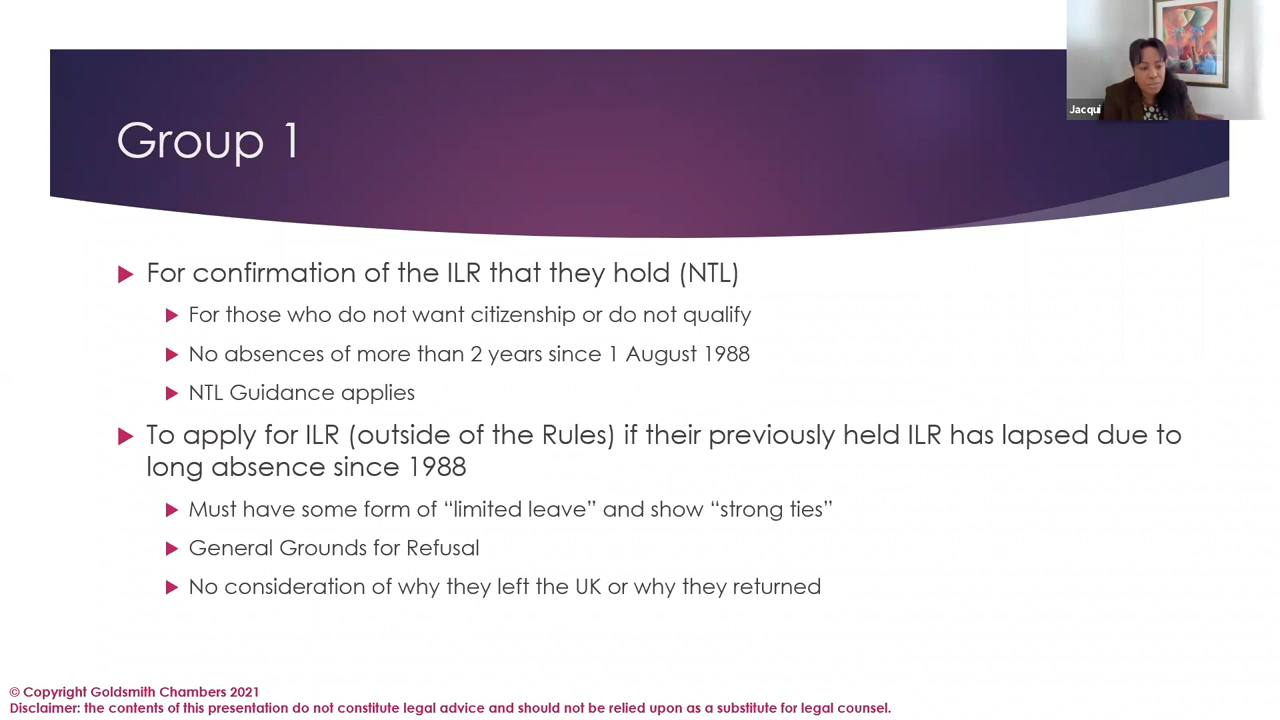 Jacqui
Group 1
For confirmation of the ILR that they hold (NTL)
For those who do not want citizenship or do not qualify
No absences of more than 2 years since 1 August 1988
NTL Guidance applies
To apply for ILR (outside of the Rules) if their previously held ILR has lapsed due to
long absence since 1988
Must have some form of “limited leave” and show “strong ties”
General Grounds for Refusal
No consideration of why they left the UK or why they returned
© Copyright Goldsmith Chambers 2021
Disclaimer: the contents of this presentation do not constitute legal advice and should not be relied upon as a substitute for legal counsel.